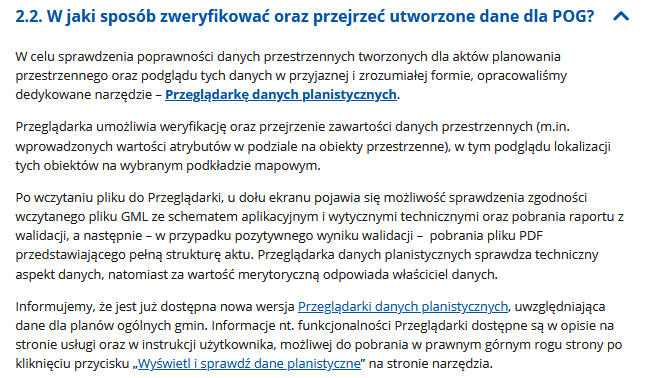 2.2. W jaki sposób zweryfikować oraz przejrzeć utworzone dane dla POG?
W celu sprawdzenia poprawności danych przestrzennych tworzonych dla aktów planowania
przestrzennego oraz podglądu tych danych w przyjaznej i zrozumiałej formie, opracowaliśmy
dedykowane narzędzie – Przeglądarkę danych planistycznych.
Przeglądarka umożliwia weryfikację oraz przejrzenie zawartości danych przestrzennych (m.in.
wprowadzonych wartości atrybutów w podziale na obiekty przestrzenne), w tym podglądu lokalizacji
tych obiektów na wybranym podkładzie mapowym.
Po wczytaniu pliku do Przeglądarki, u dołu ekranu pojawia się możliwość sprawdzenia zgodności
wczytanego pliku GML ze schematem aplikacyjnym i wytycznymi technicznymi oraz pobrania raportu z
walidacji, a następnie – w przypadku pozytywnego wyniku walidacji – pobrania pliku PDF
przedstawiającego pełną strukturę aktu. Przeglądarka danych planistycznych sprawdza techniczny
aspekt danych, natomiast za wartość merytoryczną odpowiada właściciel danych.
Informujemy, że jest już dostępna nowa wersja Przeglądarki danych planistycznych, uwzględniająca
dane dla planów ogólnych gmin. Informacje nt. funkcjonalności Przeglądarki dostępne są w opisie na
stronie usługi oraz w instrukcji użytkownika, możliwej do pobrania w prawnym górnym rogu strony po
kliknięciu przycisku „Wyświetl i sprawdź dane planistyczne” na stronie narzędzia.